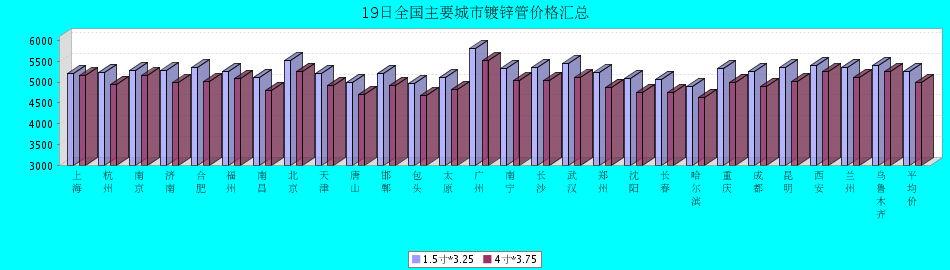 19日全国主要城市镀锌管价格汇总
6000
5500
5000
4500
4000
3500
3000
上海 杭州 南京 济南 合肥 福州 南昌 北京 天津 唐山 邯郸 包头 太原 广州 南宁 长沙 武汉 郑州 沈阳 长春 哈尔滨 重庆 成都 昆明 西安 兰州 乌鲁木齐 平均价
1.5寸*3.25 4寸*3.75